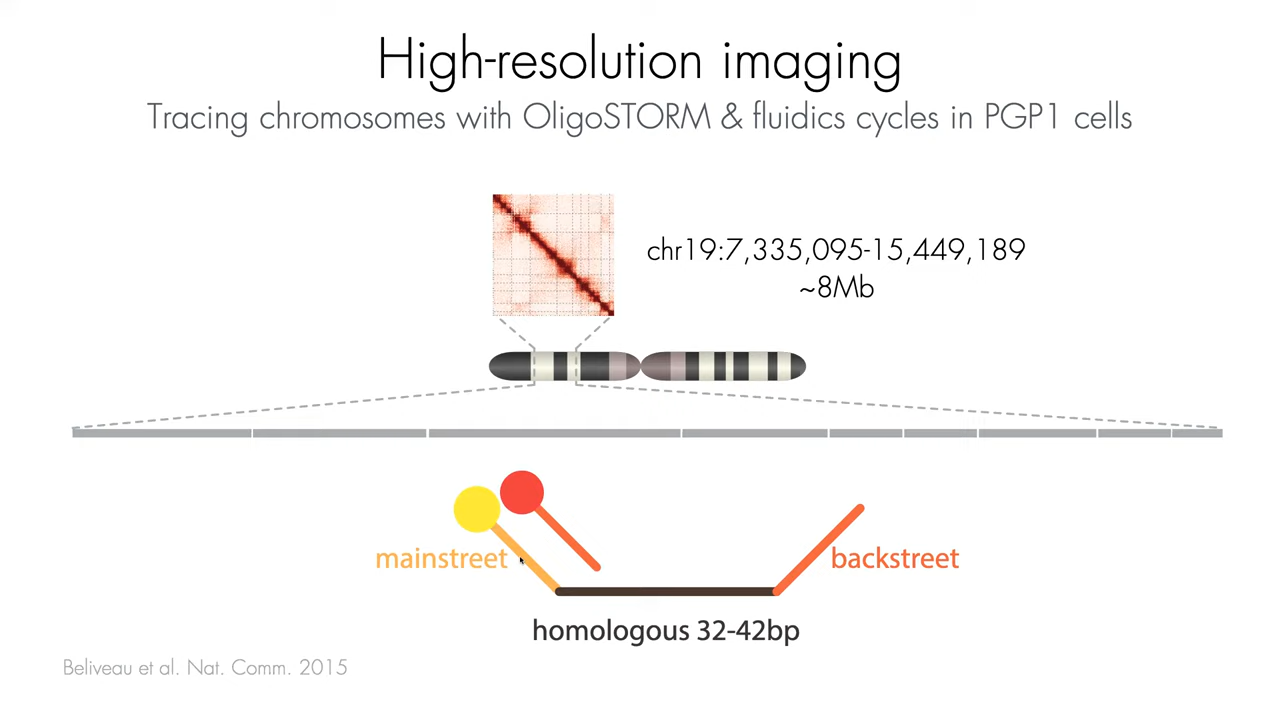 High-resolution imaging
Tracing chromosomes with OligoSTORM & fluidics cycles in PGP1 cells
chr19:7,335,095-15,449,189
~8Mb
mainstreet
backstreet
homologous 32-42bp
Beliveau et al. Nat. Comm. 2015